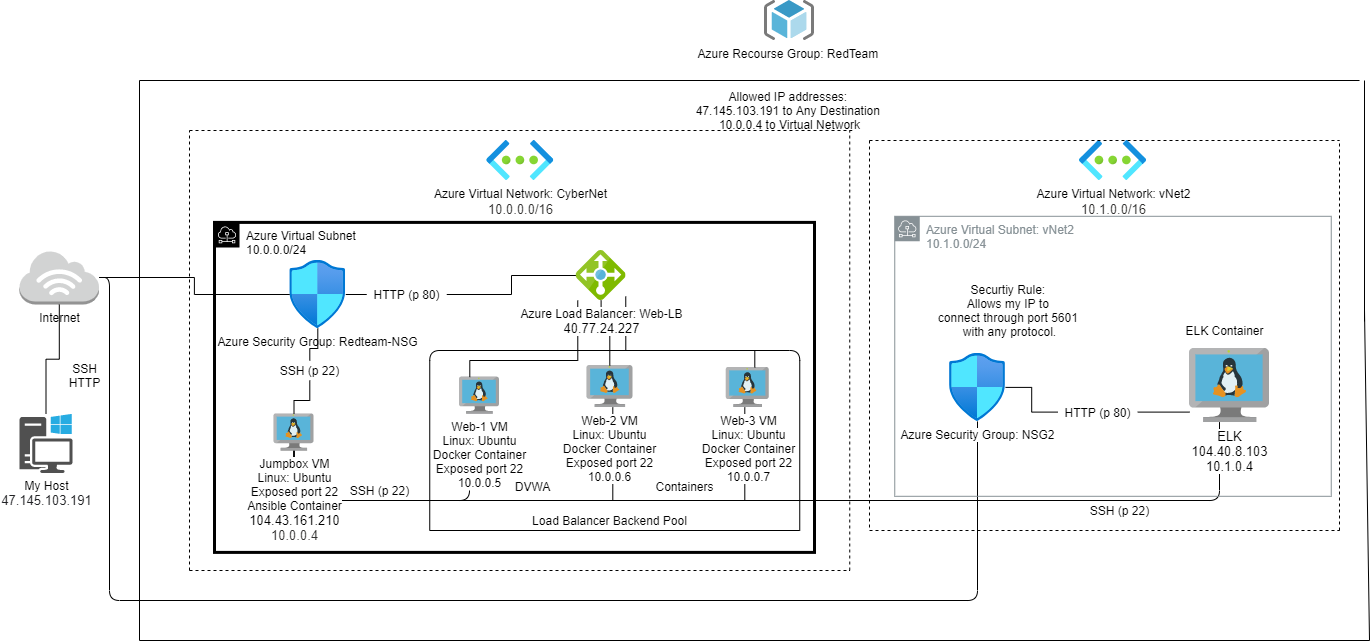 Azure Recourse Group: RedTeam
Allowed IP addresses:
47.145.103.191 to Any Destination
10.0.0.4 to Virtual Network
Azure Virtual Network: CyberNet
10.0.0.0/16
Azure Virtual Network: vNet2
10.1.0.0/16
Azure Virtual Subnet
10.0.0.0/24
Azure Virtual Subnet: vNet2
10.1.0.0/24
Internet
SSH
HTTP
My Host
47.145.103.191
HTTP (p 80)
Azure Load Balancer: Web-LB
40.77.24.227
Azure Security Group: Redteam-NSG
SSH (p 22)
Jumpbox VM
Linux: Ubuntu
Exposed port 22
Ansible Container
104.43.161.210
10.0.0.4
SSH (p 22)
Web-1 VM
Linux: Ubuntu
Docker Container
Exposed port 22
10.0.0.5
Web-2 VM
Linux: Ubuntu
Docker Container
Exposed port 22
10.0.0.6
Web-3 VM
Linux: Ubuntu
Docker Container
Exposed port 22
10.0.0.7
DVWA
Containers
Load Balancer Backend Pool
Securtiy Rule:
Allows my IP to
connect through port 5601
with any protocol.
Azure Security Group: NSG2
HTTP (p 80)
ELK Container
ELK
104.40.8.103
10.1.0.4
SSH (p 22)